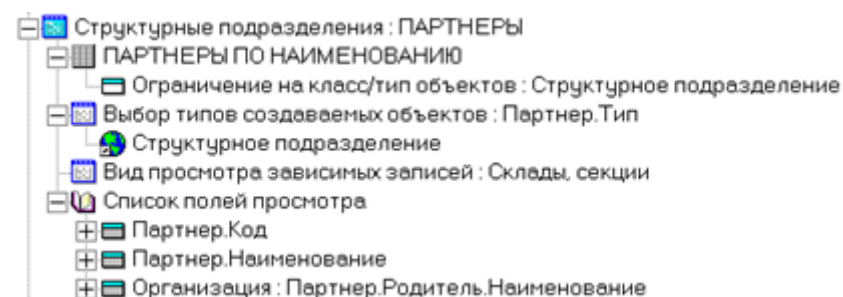 Структурные подразделения : ПАРТНЕРЫ
ПАРТНЕРЫ ПО НАИМЕНОВАНИЮ
Ограничение на класс/тип объектов : Структурное подразделение
Выбор типов создаваемых объектов : Партнер.Тип
Структурное подразделение
Вид просмотра зависимых записей : Склады, секции
Список полей просмотра
Партнер.Код
Партнер.Наименование
Организация : Партнер.Родитель.Наименование